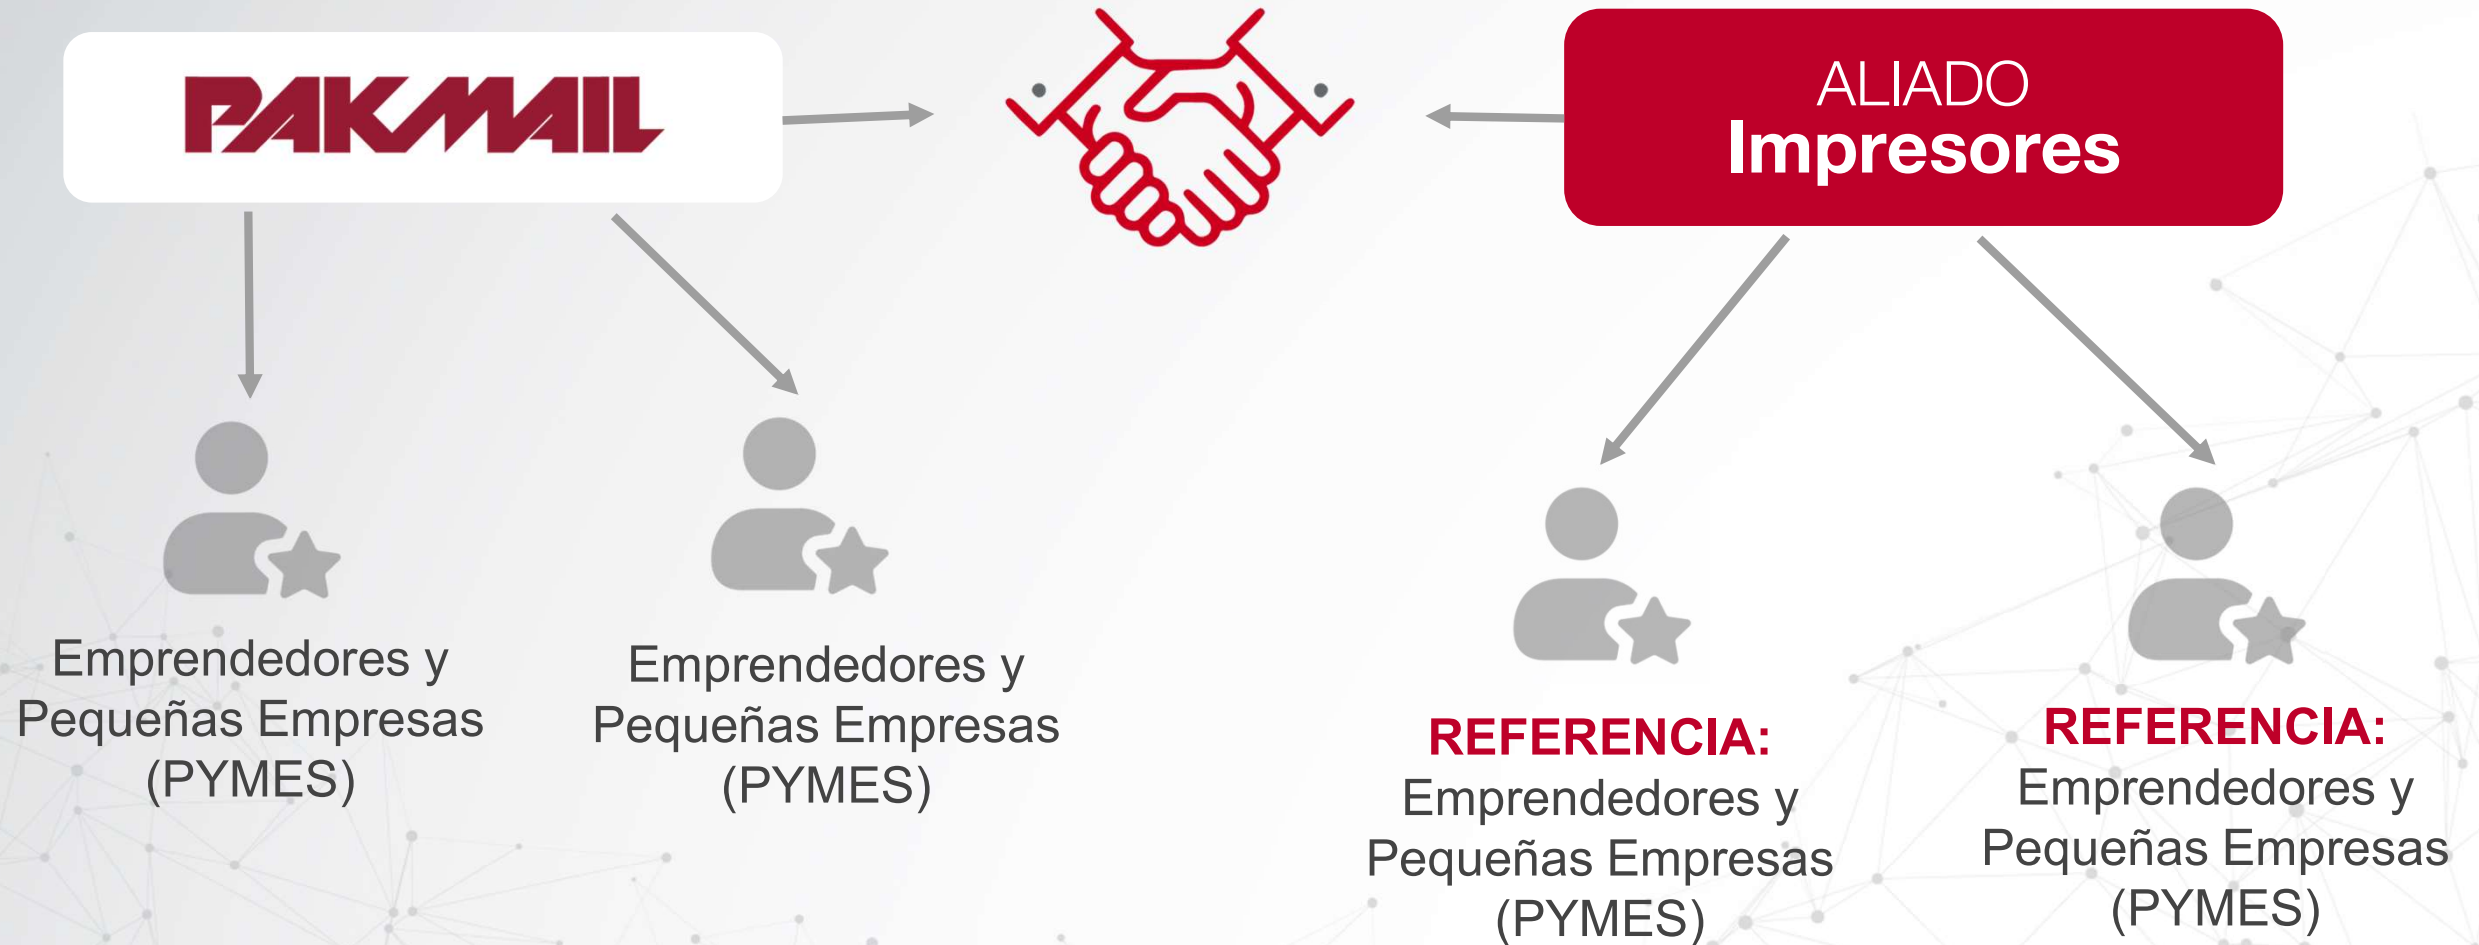 PAKMAIL
ALIADO
Impresores
Emprendedores y
Pequeñas Empresas
(PYMES)
Emprendedores y
Pequeñas Empresas
(PYMES)
REFERENCIA:
Emprendedores y
Pequeñas Empresas
(PYMES)
REFERENCIA:
Emprendedores y
Pequeñas Empresas
(PYMES)